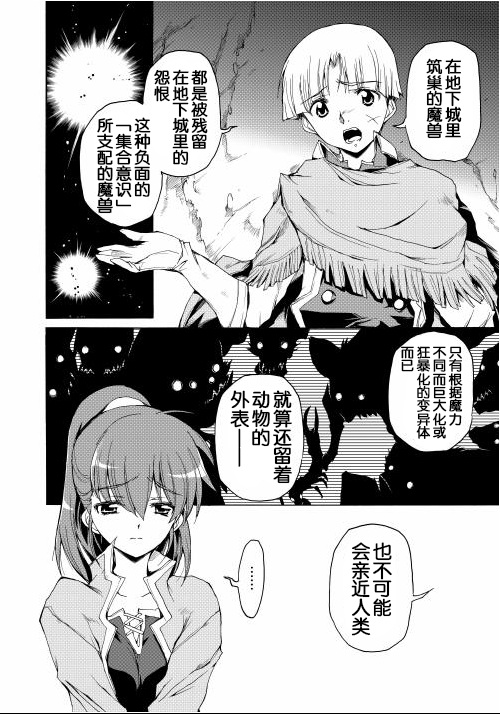 在地下城里
筑巢的魔兽
都是被残留
在地下城里的
怨恨
这种负面的
「集合意识」
所支配的魔兽
只有根据魔力
不同而巨大化或
狂暴化的变异体
而已
就算还留着
动物的
外表——
也不可能
会亲近人类
……